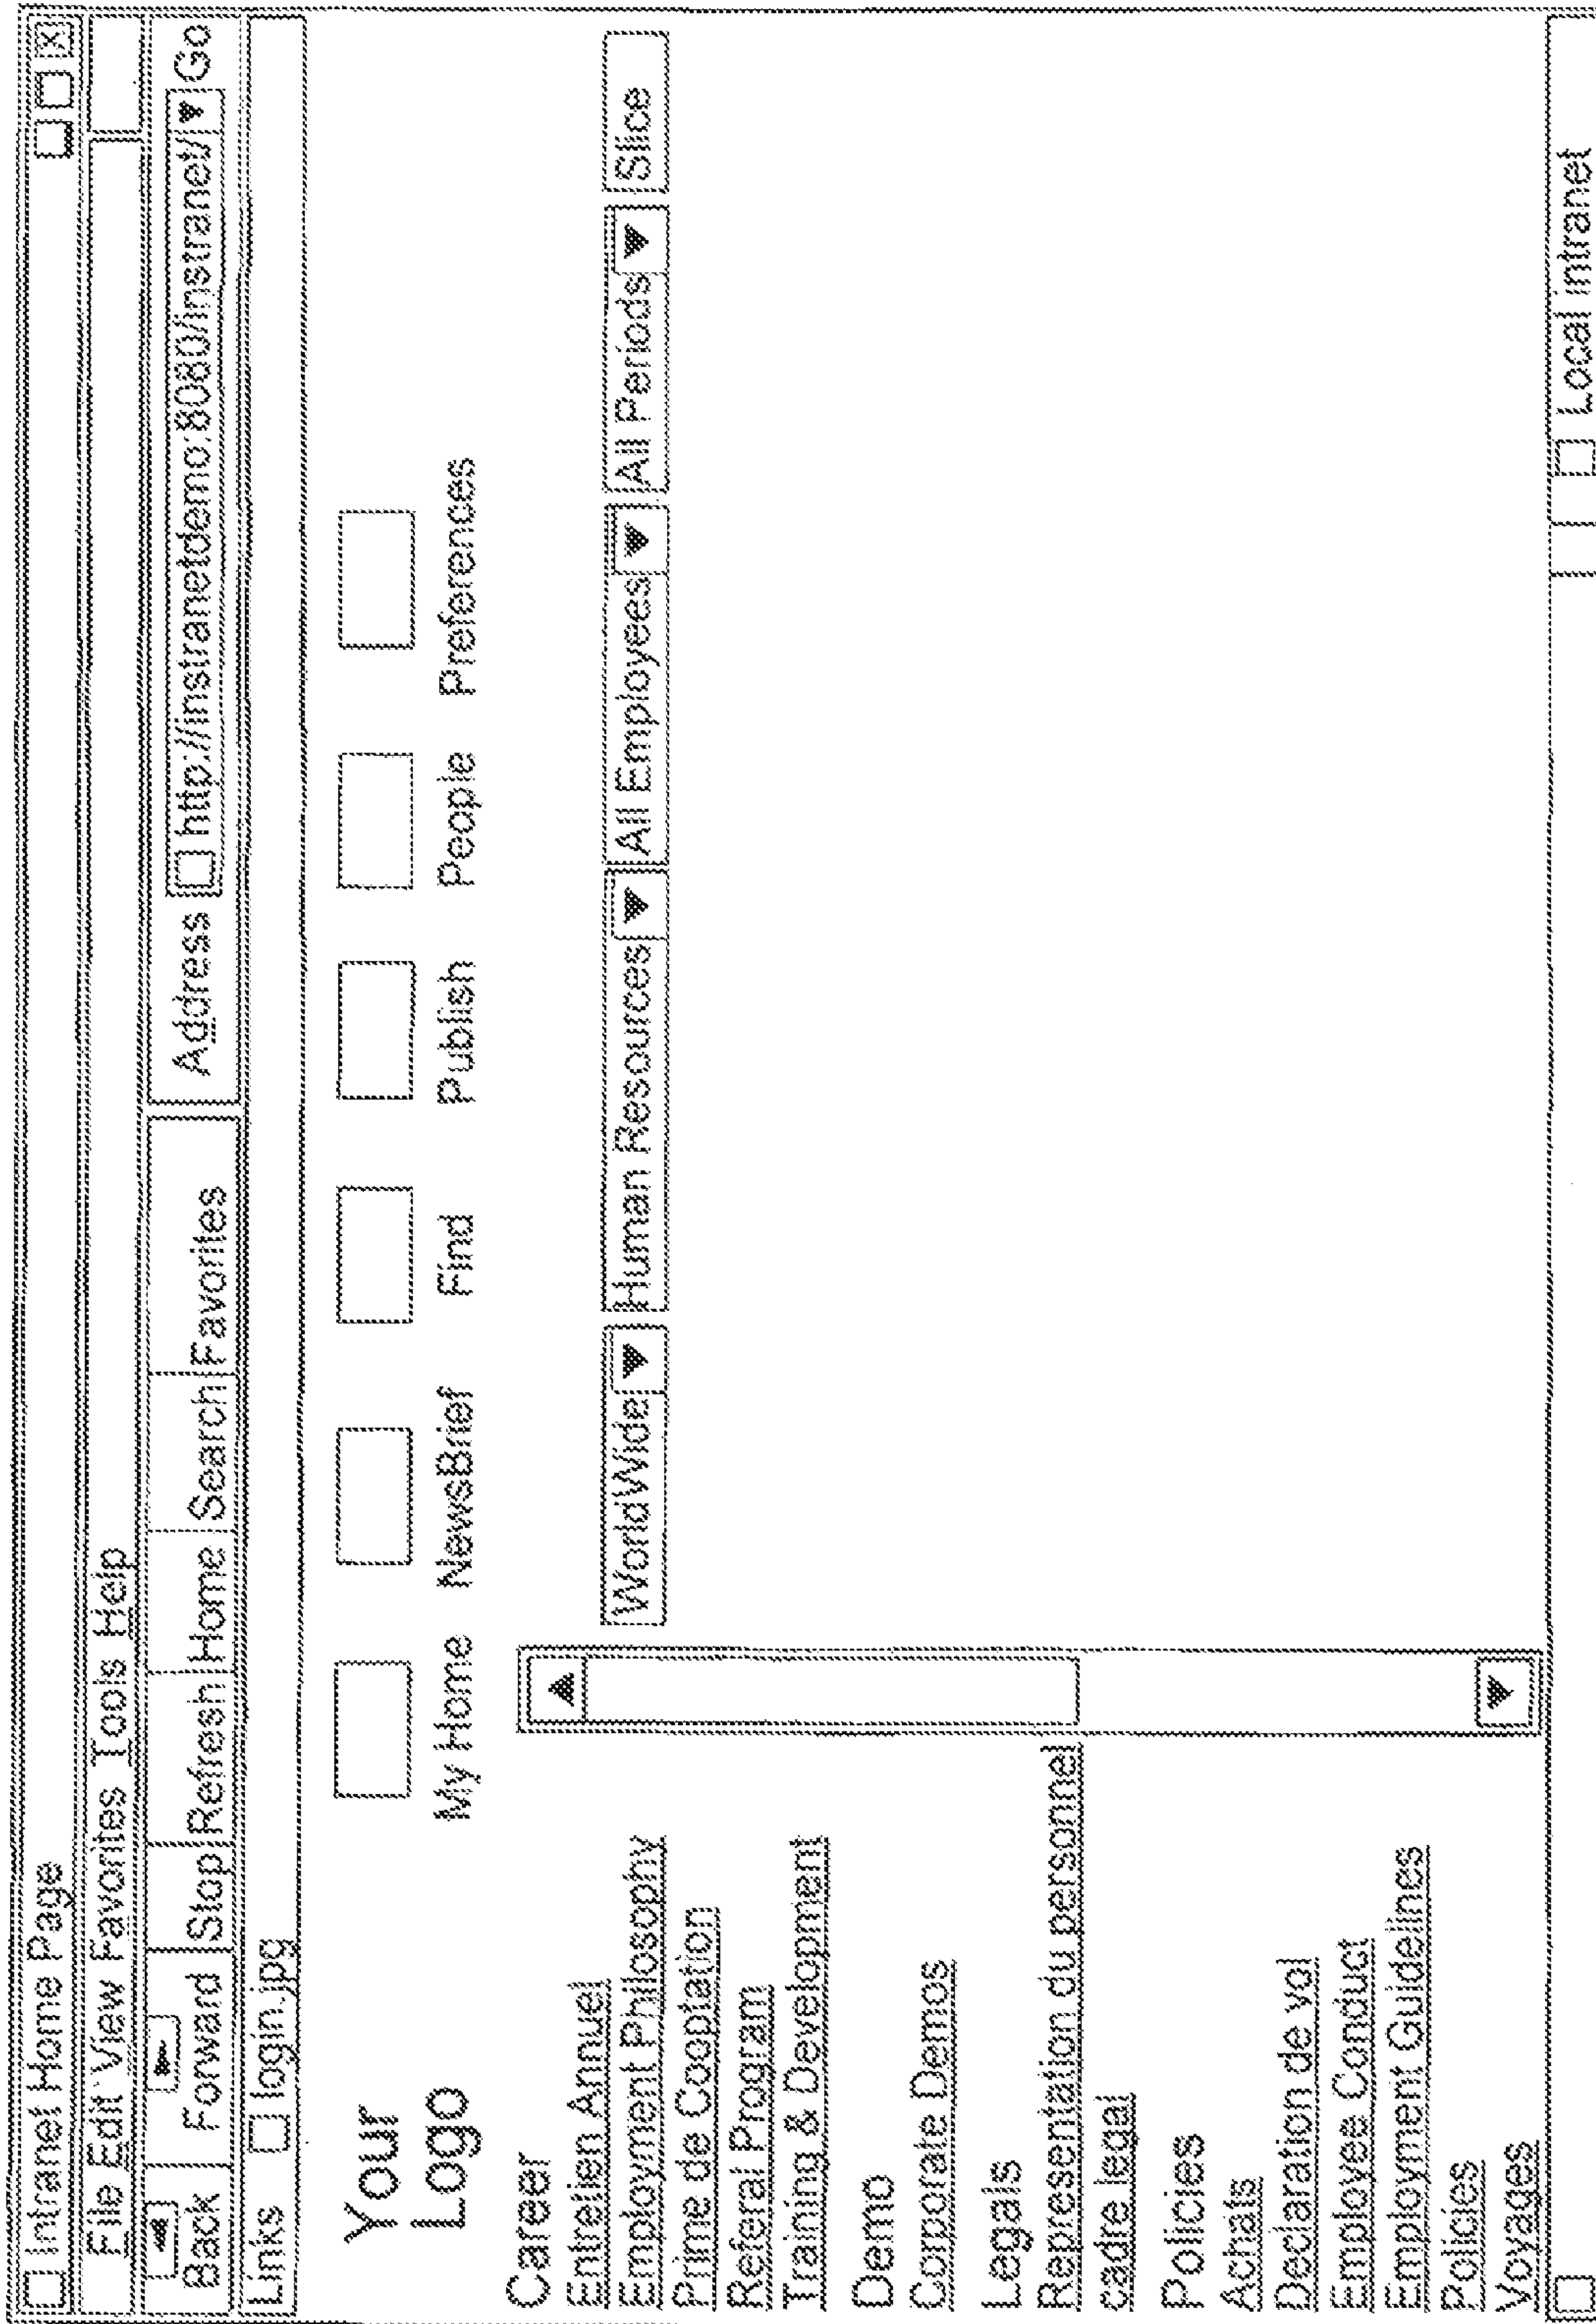 Intranet Home Page
File Edit View Favorites Tools Help
Back Forward Stop Refresh Home Search Favorites Address http://instranetdemo:8080/instranet/ Go
Links login.jpg
Your
Logo
My Home NewsBrief Find Publish People Preferences
Career
Entretien Annuel
Employment Philosophy
Prime de Cooptation
Referal Program
Training & Development
Demo
Corporate Demos
Legals
Representation du personnel
cadre legal
Policies
Achats
Declaration de vol
Employee Conduct
Employment Guidelines
Policies
Voyages
WorldWide Human Resources All Employees All Periods Slice
Local intranet